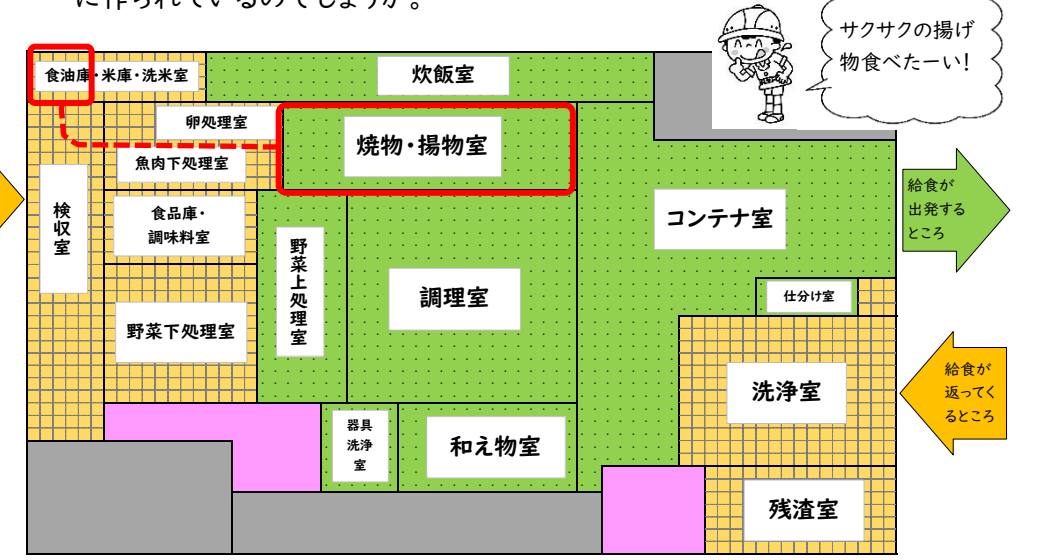 に作られているのでしょうか。
サクサクの揚げ
物食べたーい！
食油庫・米庫・洗米室
炊飯室
卵処理室
焼物・揚物室
魚肉下処理室
検収室
食品庫・
調味料室
野菜上処理室
調理室
コンテナ室
給食が
出発する
ところ
仕分け室
野菜下処理室
洗浄室
給食が
返ってく
るところ
器具
洗浄
室
和え物室
残渣室